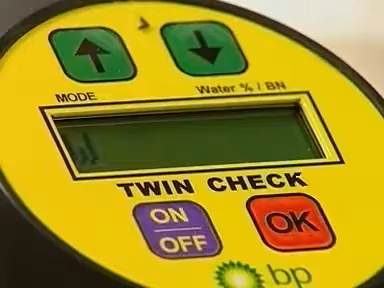 MODE
Water % / BN
TWIN CHECK
ON
OFF
OK
bp